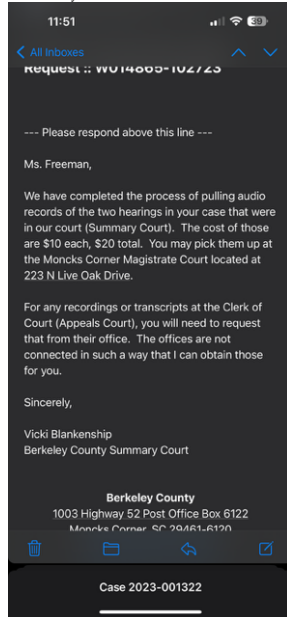 11:51
39
All Inboxes
Request :: W014865-102723
--- Please respond above this line ---
Ms. Freeman,
We have completed the process of pulling audio
records of the two hearings in your case that were
in our court (Summary Court).  The cost of those
are $10 each, $20 total.  You may pick them up at
the Moncks Corner Magistrate Court located at
223 N Live Oak Drive.
For any recordings or transcripts at the Clerk of
Court (Appeals Court), you will need to request
that from their office.  The offices are not
connected in such a way that I can obtain those
for you.
Sincerely,
Vicki Blankenship
Berkeley County Summary Court
Berkeley County
1003 Highway 52 Post Office Box 6122
Moncks Corner, SC 29461-6120
Case 2023-001322